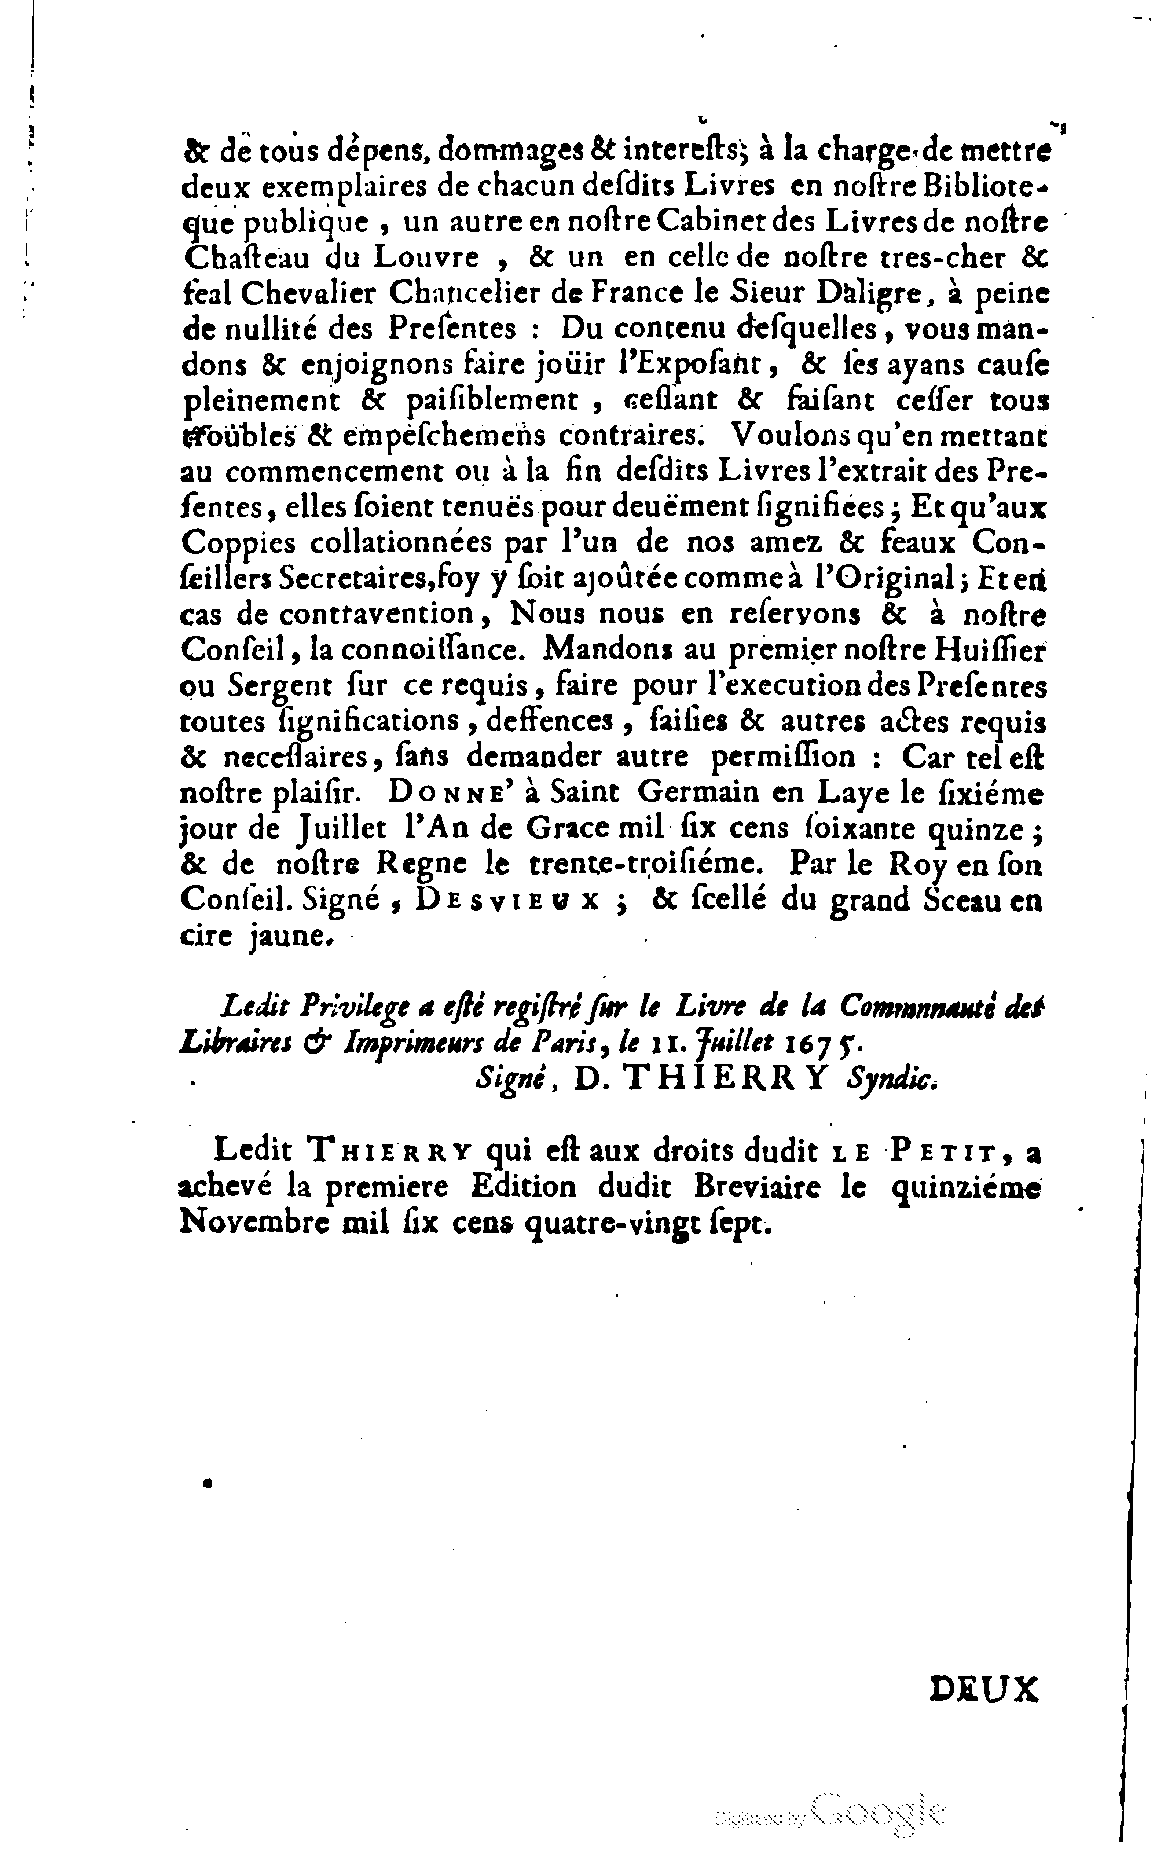 & de tous dépens, dommages & interests; à la charge de mettre
deux exemplaires de chacun desdits Livres en nostre Bibliote-
que publique , un autre en nostre Cabinet des Livres de nostre
Chasteau du Louvre , & un en celle de nostre tres-cher &
feal Chevalier Chancelier de France le Sieur Daligre, à peine
de nullité des Presentes : Du contenu desquelles, vous man-
dons & enjoignons faire joüir l'Exposant, & ses ayans cause
pleinement & paisiblement , cessant & faisant cesser tous
troubles & empeschemens contraires. Voulons qu'en mettant
au commencement ou à la fin desdits Livres l'extrait des Pre-
sentes, elles soient tenuës pour deuëment signifiées; Et qu'aux
Coppies collationnées par l'un de nos amez & feaux Con-
seillers Secretaires, foy y soit ajoûtée comme à l'Original; Et en
cas de contravention, Nous nous en reservons & à nostre
Conseil, la connoissance. Mandons au premier nostre Huissier
ou Sergent sur ce requis, faire pour l'execution des Presentes
toutes significations, deffences, saisies & autres actes requis
& necessaires, sans demander autre permission : Car tel est
nostre plaisir. DONNE' à Saint Germain en Laye le sixiéme
jour de Juillet l'An de Grace mil six cens soixante quinze;
& de nostre Regne le trente-troisiéme. Par le Roy en son
Conseil. Signé, DESVIEUX; & scellé du grand Sceau en
cire jaune.
Ledit Privilege a esté registré sur le Livre de la Communauté des
Libraires & Imprimeurs de Paris, le 11. Juillet 1675.
Signé, D. THIERRY Syndic.
Ledit THIERRY qui est aux droits dudit LE PETIT, a
achevé la premiere Edition dudit Breviaire le quinziéme
Novembre mil six cens quatre-vingt sept.
DEUX
Digitized by Google